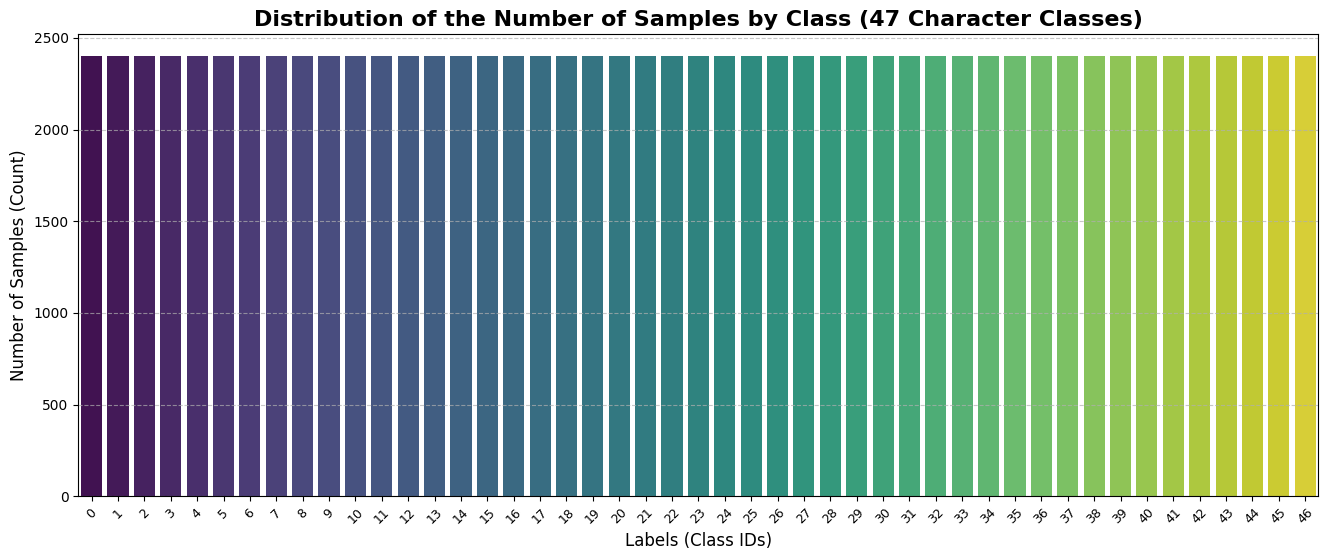 Distribution of the Number of Samples by Class (47 Character Classes)
Number of Samples (Count)
2500
2000
1500
1000
500
0
0 1 2 3 4 5 6 7 8 9 10 11 12 13 14 15 16 17 18 19 20 21 22 23 24 25 26 27 28 29 30 31 32 33 34 35 36 37 38 39 40 41 42 43 44 45 46
Labels (Class IDs)